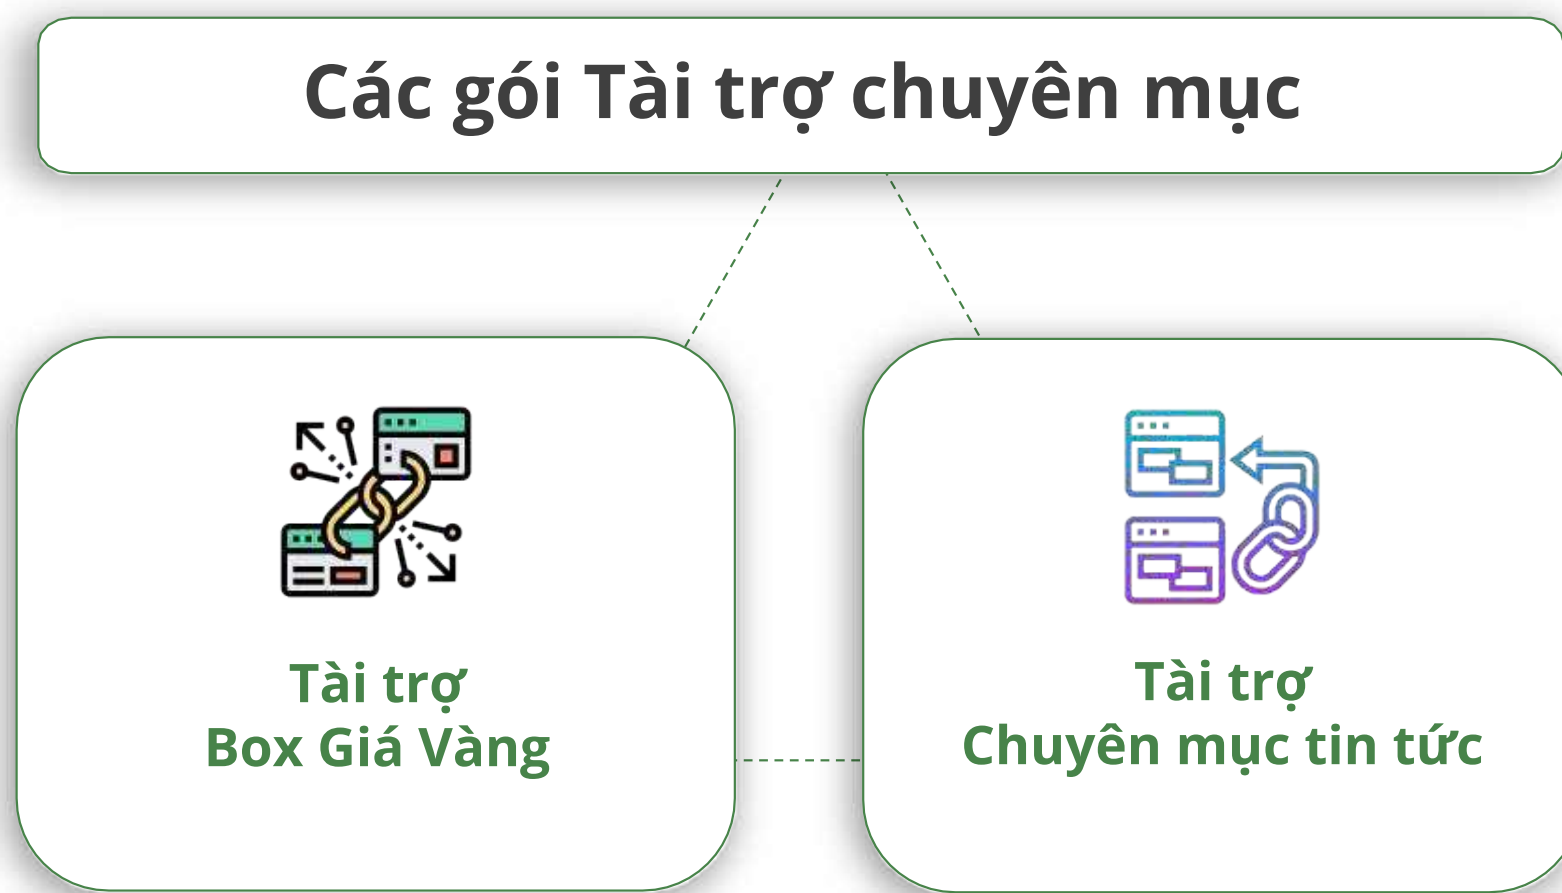 Các gói Tài trợ chuyên mục
Tài trợ
Box Giá Vàng
Tài trợ
Chuyên mục tin tức